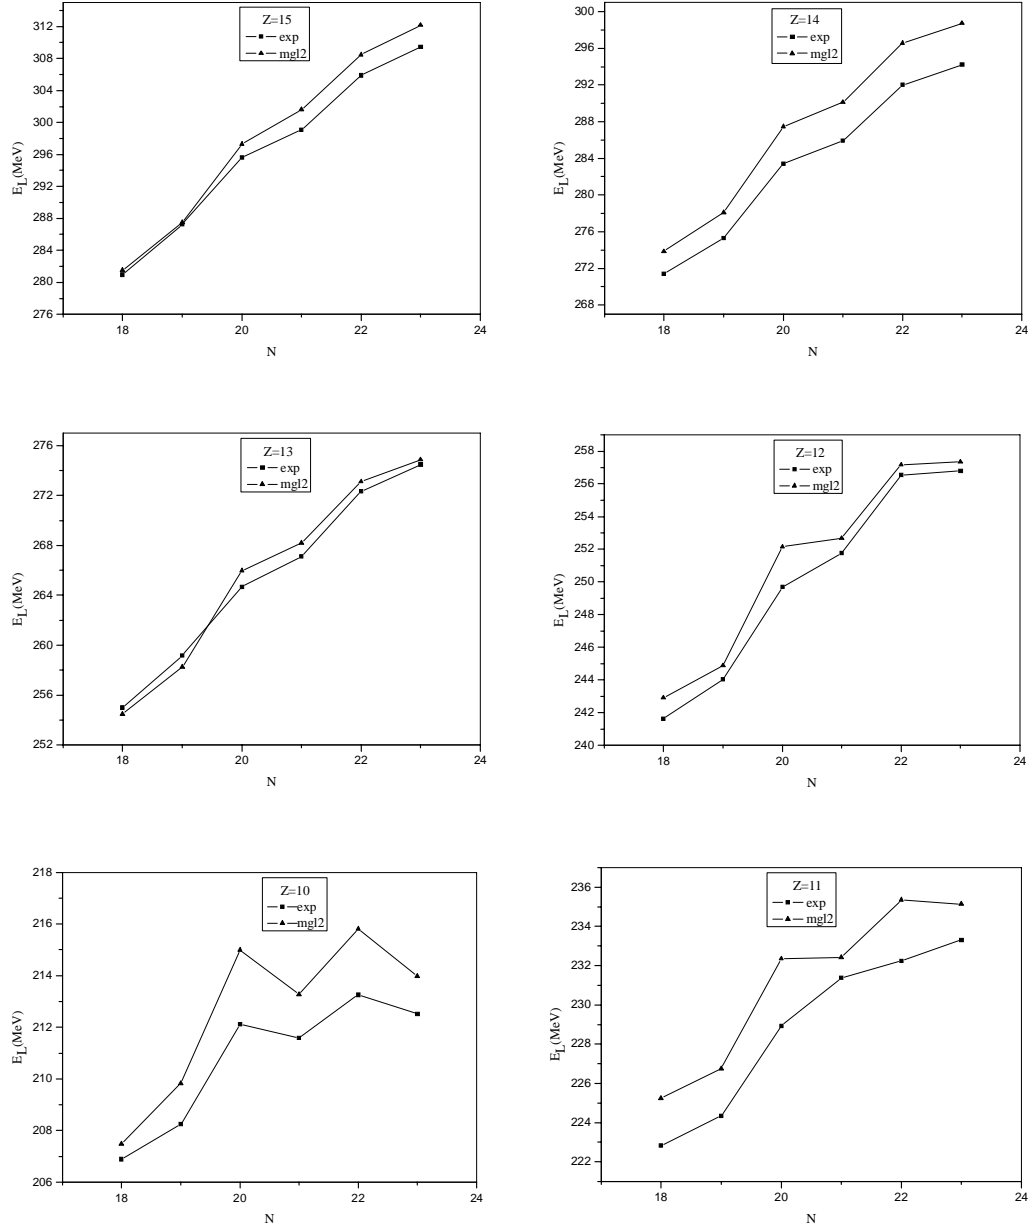 Z=15
exp
mgl2
312
308
304
300
296
292
288
284
280
276
E_L(MeV)
18
20
22
24
N
Z=14
exp
mgl2
300
296
292
288
284
280
276
272
268
E_L(MeV)
18
20
22
24
N
Z=13
exp
mgl2
276
272
268
264
260
256
252
E_L(MeV)
18
20
22
24
N
Z=12
exp
mgl2
258
256
254
252
250
248
246
244
242
240
E_L(MeV)
18
20
22
24
N
Z=10
exp
mgl2
218
216
214
212
210
208
206
E_L(MeV)
18
20
22
24
N
Z=11
exp
mgl2
236
234
232
230
228
226
224
222
E_L(MeV)
18
20
22
24
N